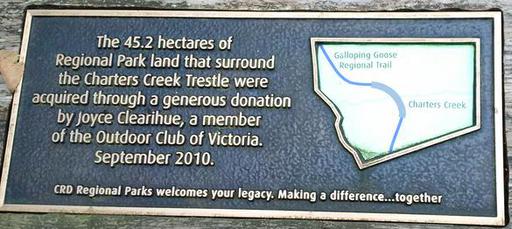 The 45.2 hectares of
Regional Park land that surround
the Charters Creek Trestle were
acquired through a generous donation
by Joyce Clearihue, a member
of the Outdoor Club of Victoria.
September 2010.
Galloping Goose
Regional Trail
Charters Creek
CRD Regional Parks welcomes your legacy. Making a difference...together